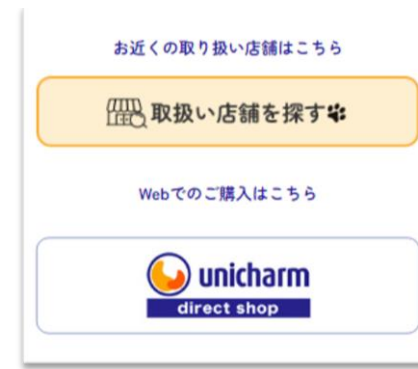 お近くの取り扱い店舗はこちら
取扱い店舗を探す
Webでのご購入はこちら
unicharm
direct shop